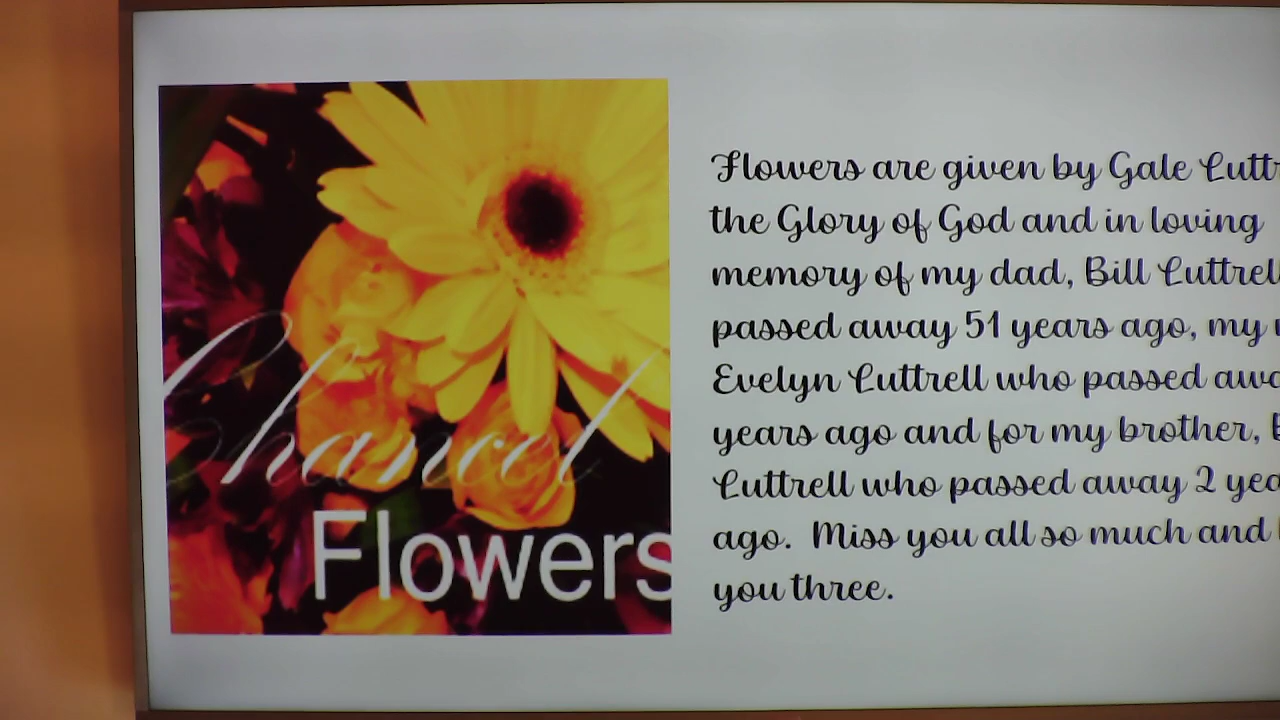 Chancel
Flowers
Flowers are given by Gale
the Glory of God and in loving
memory of my dad, Bill
passed away 51 years ago, my
Evelyn Luttrell who passed
years ago and for my brother,
Luttrell who passed away 2
ago. Miss you all so much and
you three.